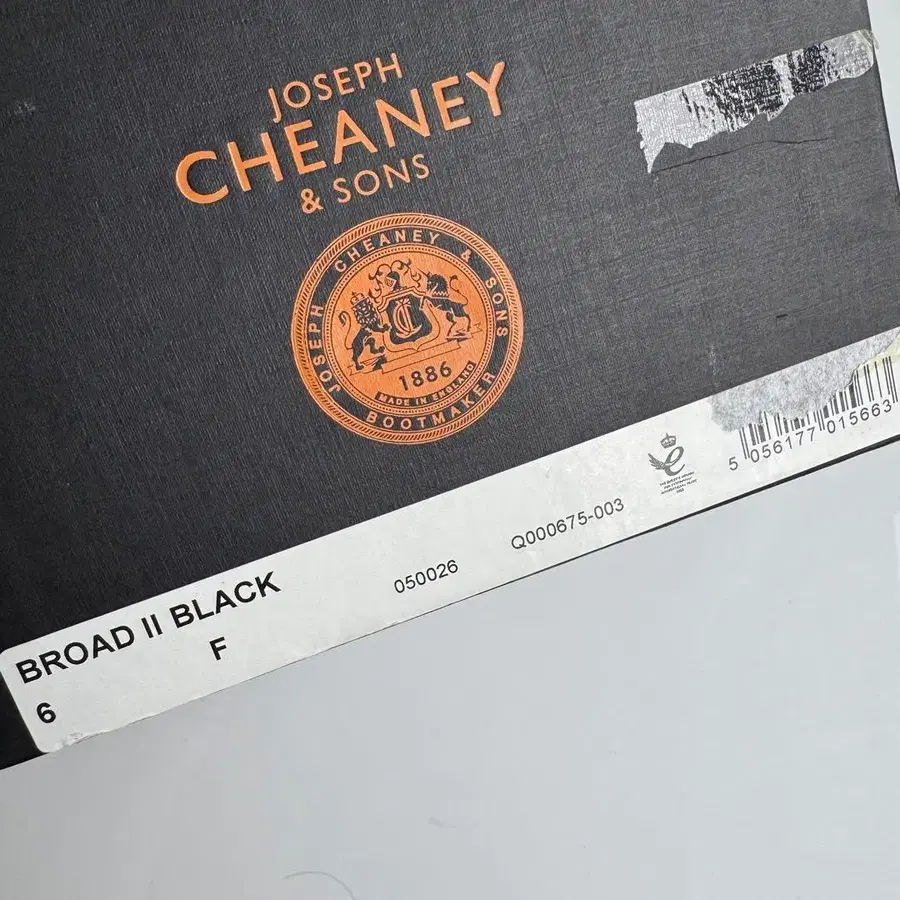 JOSEPH
CHEANEY
& SONS
JOSEPH CHEANEY & SONS
1886
MADE IN ENGLAND
BOOTMAKER
5 056177 015663
Q000675-003
050026
BROAD II BLACK
F
6